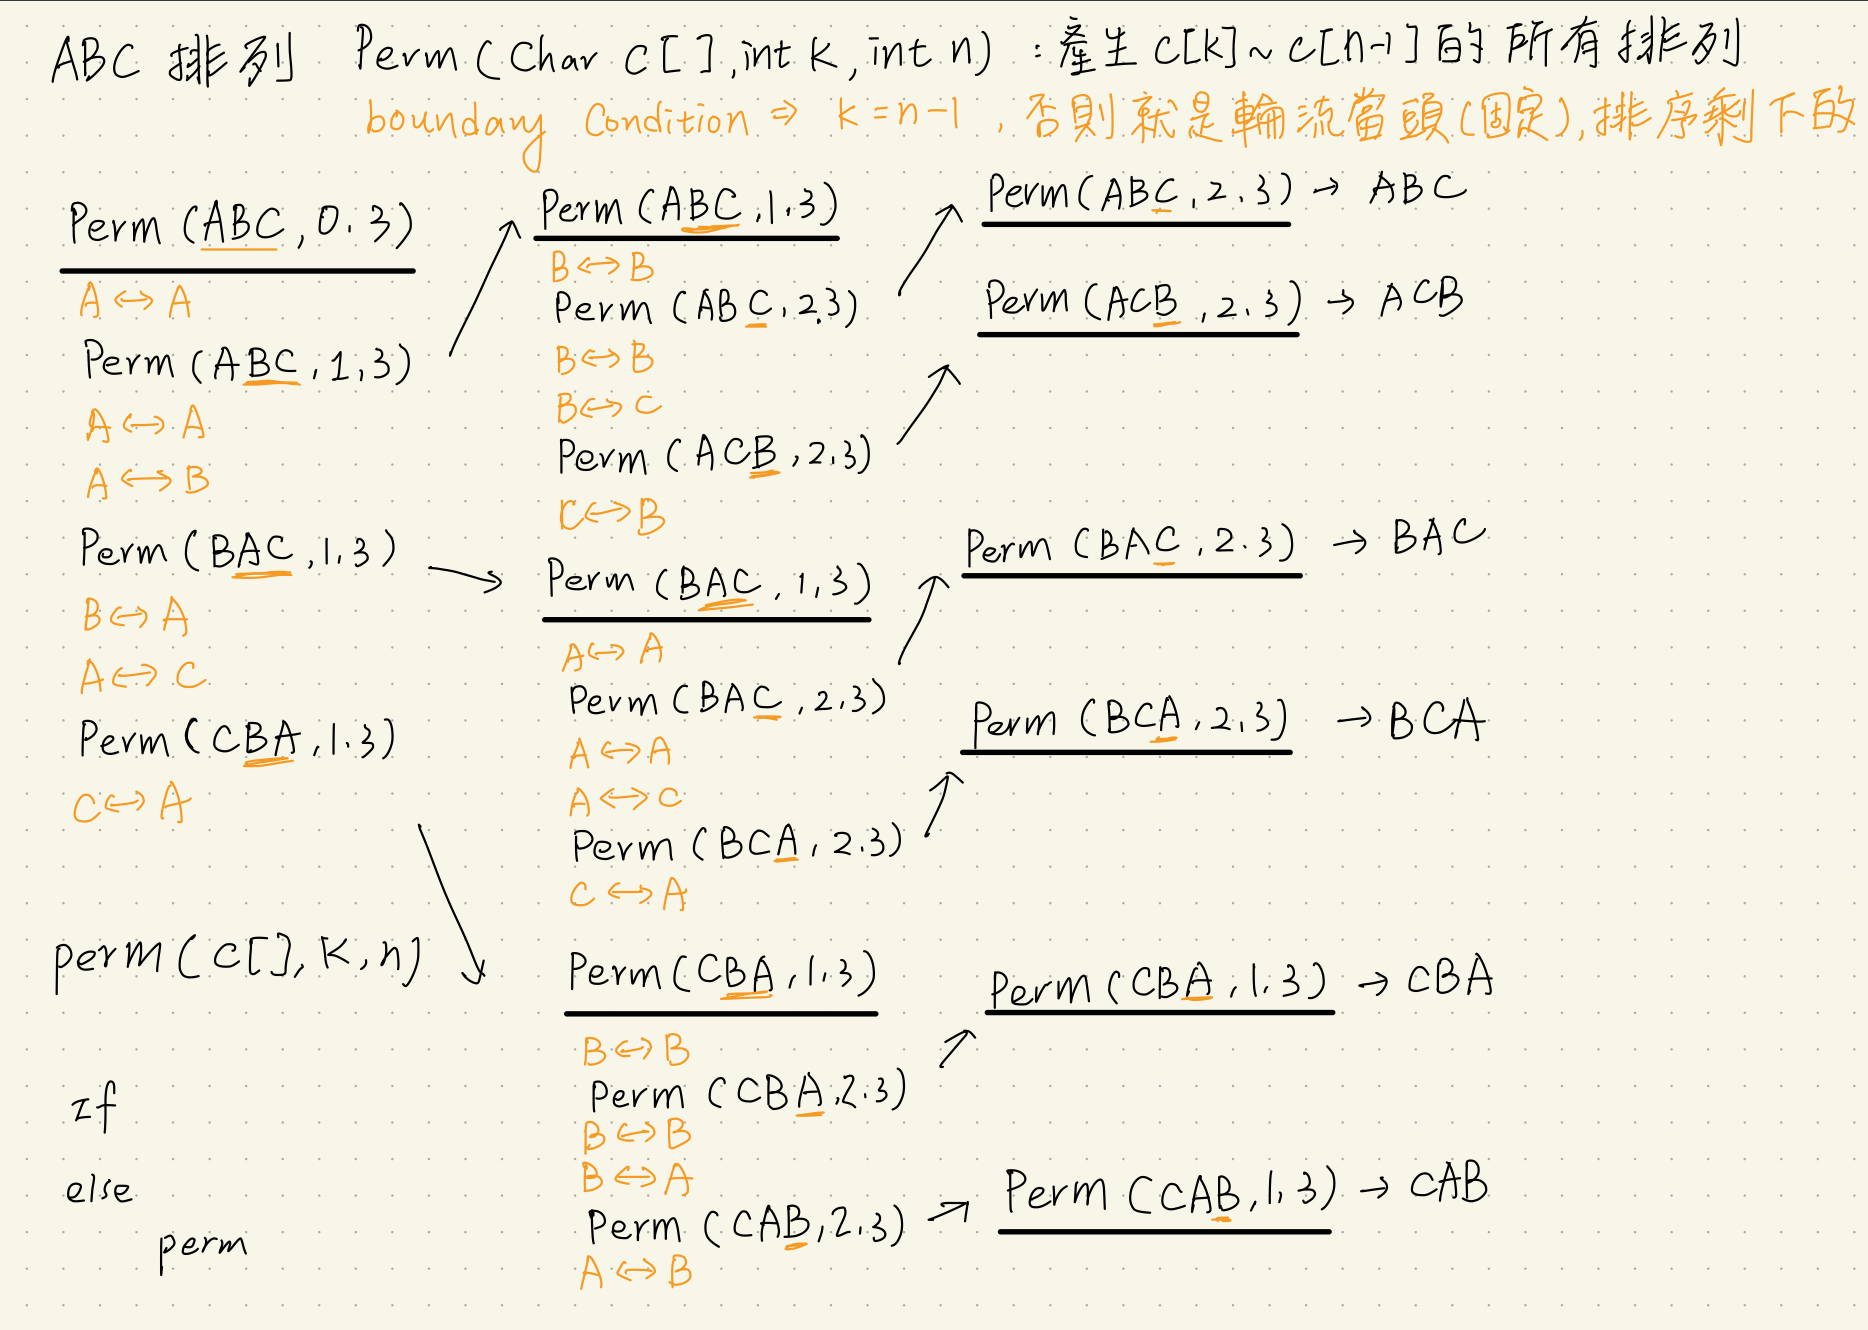 ABC 排列 Perm (Char c[], int k, int n) : 產生 c[k]~c[n-1] 的所有排列
boundary Condition ⇒ k=n-1, 否則就是輪流當頭(固定), 排序剩下的
Perm (ABC, 0.3)
A ↔ A
Perm (ABC, 1,3)
A ↔ A
A ↔ B
Perm (BAC, 1.3)
B ↔ A
A ↔ C
Perm (CBA, 1.3)
C ↔ A
perm (c[], k, n)
If
else
perm
Perm (ABC, 1.3)
B ↔ B
Perm (ABC, 2,3)
B ↔ B
B ↔ C
Perm (ACB, 2.3)
C ↔ B
Perm (BAC, 1,3)
A ↔ A
Perm (BAC, 2,3)
A ↔ A
A ↔ C
Perm (BCA, 2.3)
C ↔ A
Perm (CBA, 1.3)
B ↔ B
Perm (CBA, 2.3)
B ↔ B
B ↔ A
Perm (CAB, 2.3)
A ↔ B
Perm (ABC, 2.3) → ABC
Perm (ACB, 2.3) → ACB
Perm (BAC, 2.3) → BAC
Perm (BCA, 2,3) → BCA
Perm (CBA, 1.3) → CBA
Perm (CAB, 1,3) → CAB